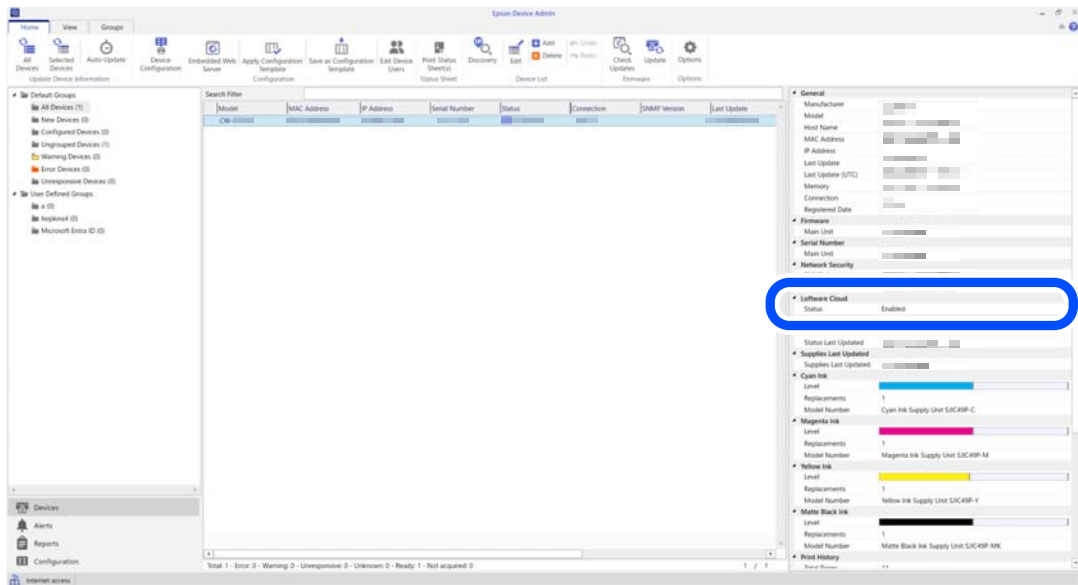 Epson Device Admin
Home View Groups
All Devices
Selected Devices
Auto-Update
Device Configuration
Embedded Web Server
Apply Configuration Template
Save as Configuration Template
Edit Device Users
Print Status Sheet(s)
Discovery
Edit
Add
Delete
Undo
Redo
Check Updates
Update
Options
Update Device Information
Configuration
Status Sheet
Device List
Firmware
Options
Default Groups
All Devices (1)
New Devices (0)
Configured Devices (0)
Ungrouped Devices (1)
Warning Devices (0)
Error Devices (0)
Unresponsive Devices (0)
User Defined Groups
a (0)
hopkins4 (0)
Microsoft Entra ID (0)
Devices
Alerts
Reports
Configuration
Internet access
Search Filter
Model MAC Address IP Address Serial Number Status Connection SNMP Version Last Update
CW-
Total: 1 - Error: 0 - Warning: 0 - Unresponsive: 0 - Unknown: 0 - Ready: 1 - Not acquired: 0
1 / 1
General
Manufacturer
Model
Host Name
MAC Address
IP Address
Last Update
Last Update (UTC)
Memory
Connection
Registered Date
Firmware
Main Unit
Serial Number
Main Unit
Network Security
Loftware Cloud
Status Enabled
Status Last Updated
Supplies Last Updated
Supplies Last Updated
Cyan Ink
Level
Replacements 1
Model Number Cyan Ink Supply Unit SJIC49P-C
Magenta Ink
Level
Replacements 1
Model Number Magenta Ink Supply Unit SJIC49P-M
Yellow Ink
Level
Replacements 1
Model Number Yellow Ink Supply Unit SJIC49P-Y
Matte Black Ink
Level
Replacements 1
Model Number Matte Black Ink Supply Unit SJIC49P-MK
Print History